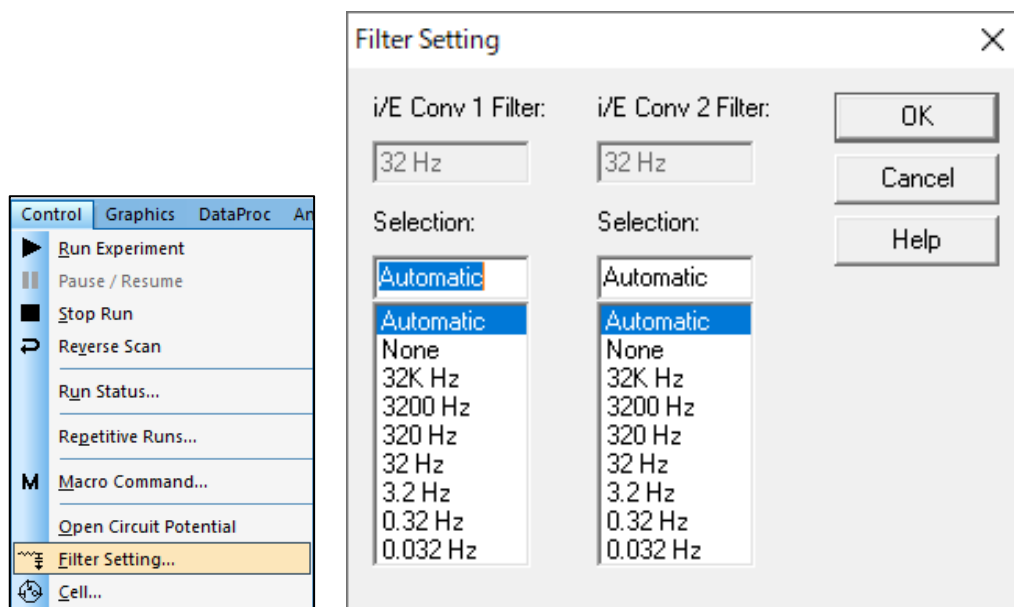 Control Graphics DataProc An
Run Experiment
Pause / Resume
Stop Run
Reverse Scan
Run Status...
Repetitive Runs...
M Macro Command...
Open Circuit Potential
Filter Setting...
Cell...
Filter Setting
i/E Conv 1 Filter:
32 Hz
Selection:
Automatic
Automatic
None
32K Hz
3200 Hz
320 Hz
32 Hz
3.2 Hz
0.32 Hz
0.032 Hz
i/E Conv 2 Filter:
32 Hz
Selection:
Automatic
Automatic
None
32K Hz
3200 Hz
320 Hz
32 Hz
3.2 Hz
0.32 Hz
0.032 Hz
OK
Cancel
Help